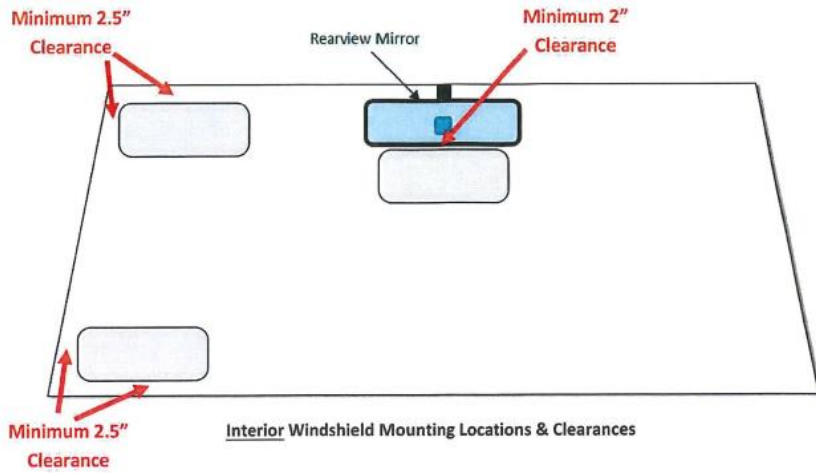 Minimum 2.5”
Clearance
Rearview Mirror
Minimum 2”
Clearance
Minimum 2.5”
Clearance
Interior Windshield Mounting Locations & Clearances